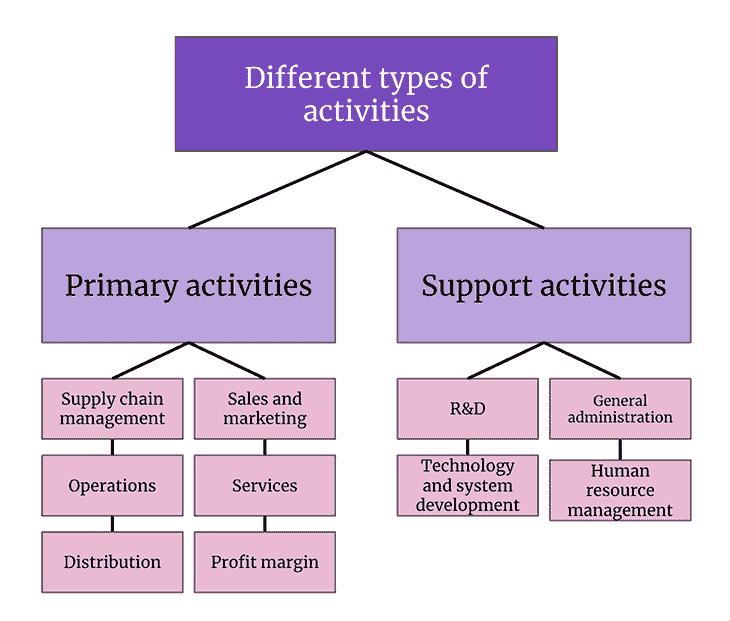 Different types of
activities
Primary activities
Support activities
Supply chain
management
Sales and
marketing
R&D
General
administration
Operations
Services
Technology
and system
development
Human
resource
management
Distribution
Profit margin